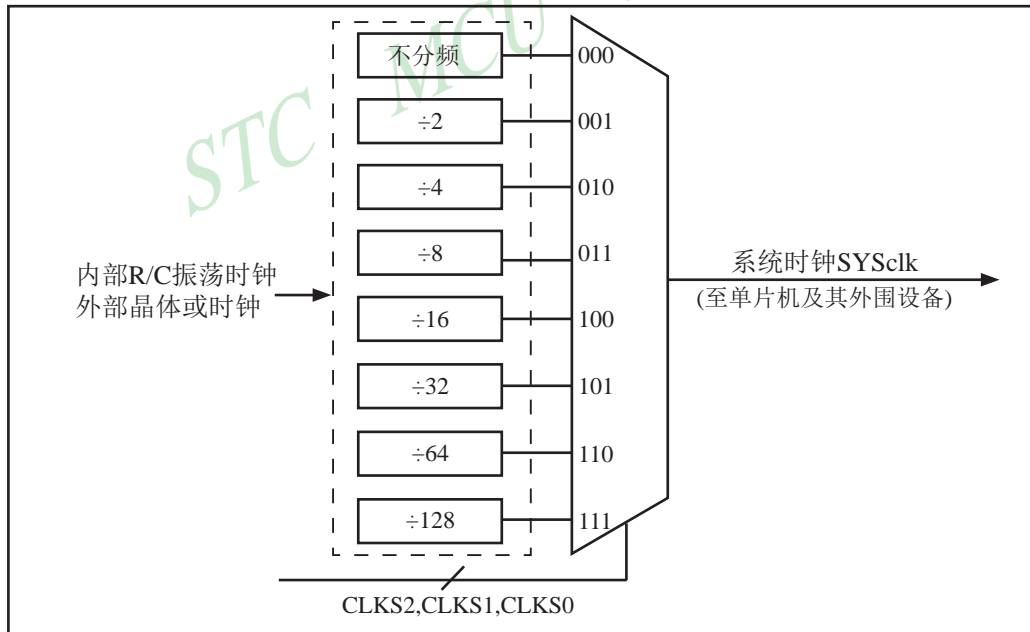 STC MCU
不分频
000
÷2
001
÷4
010
÷8
011
÷16
100
÷32
101
÷64
110
÷128
111
内部R/C振荡时钟
外部晶体或时钟
系统时钟SYSclk
(至单片机及其外围设备)
CLKS2,CLKS1,CLKS0